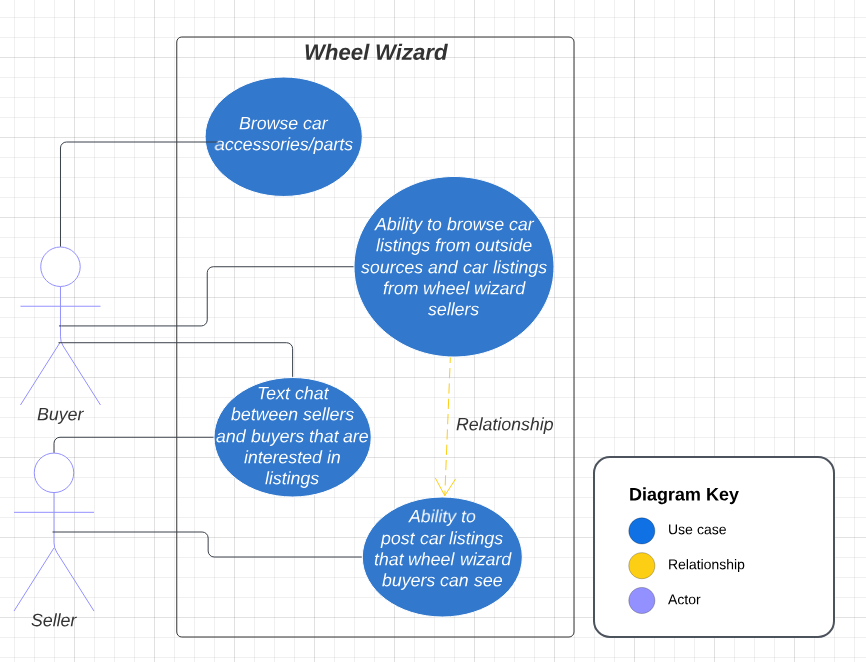 Wheel Wizard
Browse car
accessories/parts
Ability to browse car
listings from outside
sources and car listings
from wheel wizard
sellers
Buyer
Text chat
between sellers
and buyers that are
interested in
listings
Relationship
Ability to
post car listings
that wheel wizard
buyers can see
Seller
Diagram Key
Use case
Relationship
Actor